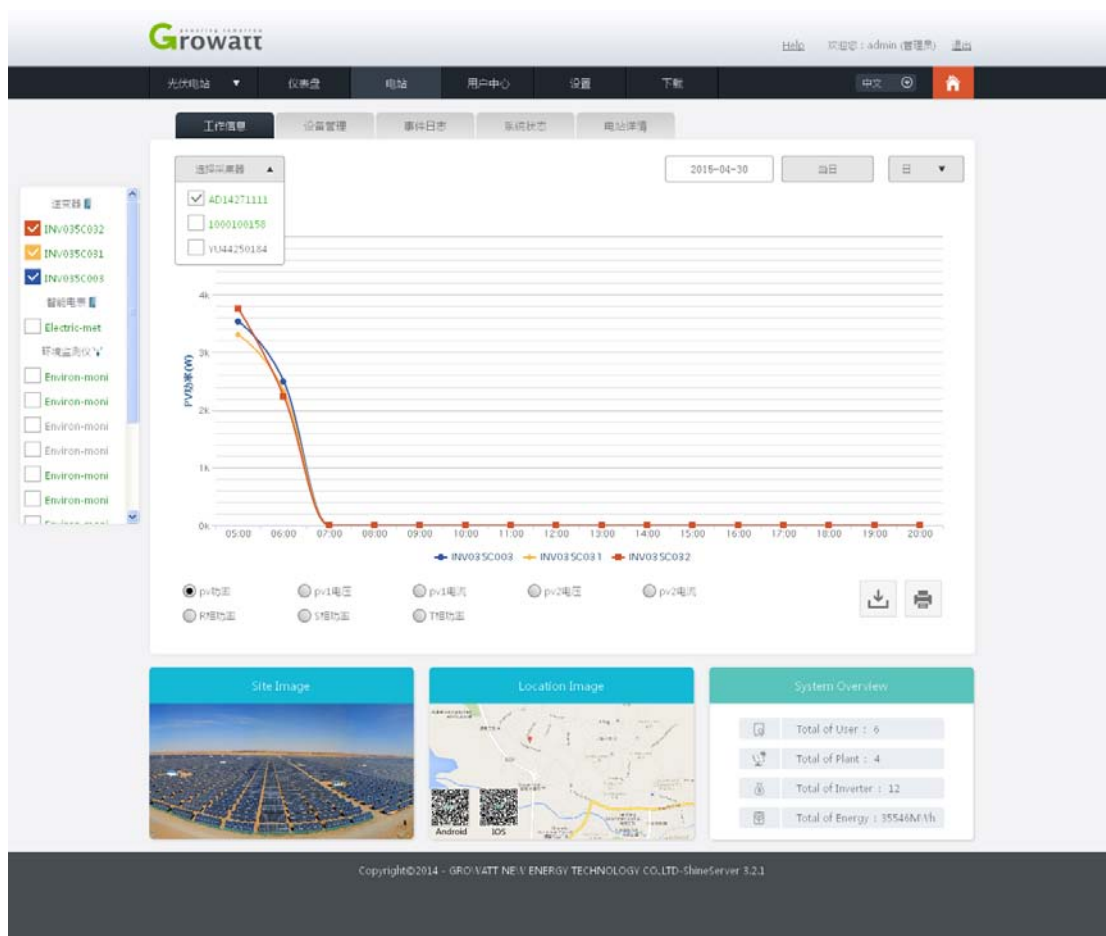 Growatt
Help 欢迎您：admin (管理员) 退出
光伏电站 仪表盘 电站 用户中心 设置 下载 中文
工作信息 设备管理 事件日志 系统状态 电站详情
选择采集器 2015-04-30 当日 日
AD14271111
1000100158
YU44250184
逆变器
INV035C032
INV035C031
INV035C003
智能电表
Electric-met
环境监测仪
Environ-moni
Environ-moni
Environ-moni
Environ-moni
Environ-moni
Environ-moni
PV功率(W)
4k
3k
2k
1k
0k
05:00 06:00 07:00 08:00 09:00 10:00 11:00 12:00 13:00 14:00 15:00 16:00 17:00 18:00 19:00 20:00
INV035C003 INV035C031 INV035C032
pv功率 pv1电压 pv1电流 pv2电压 pv2电流
R相功率 S相功率 T相功率
Site Image
Location Image
Android IOS
System Overview
Total of User : 6
Total of Plant : 4
Total of Inverter : 12
Total of Energy : 35546MWh
Copyright©2014 - GROWATT NEW ENERGY TECHNOLOGY CO,.LTD-ShineServer 3.2.1